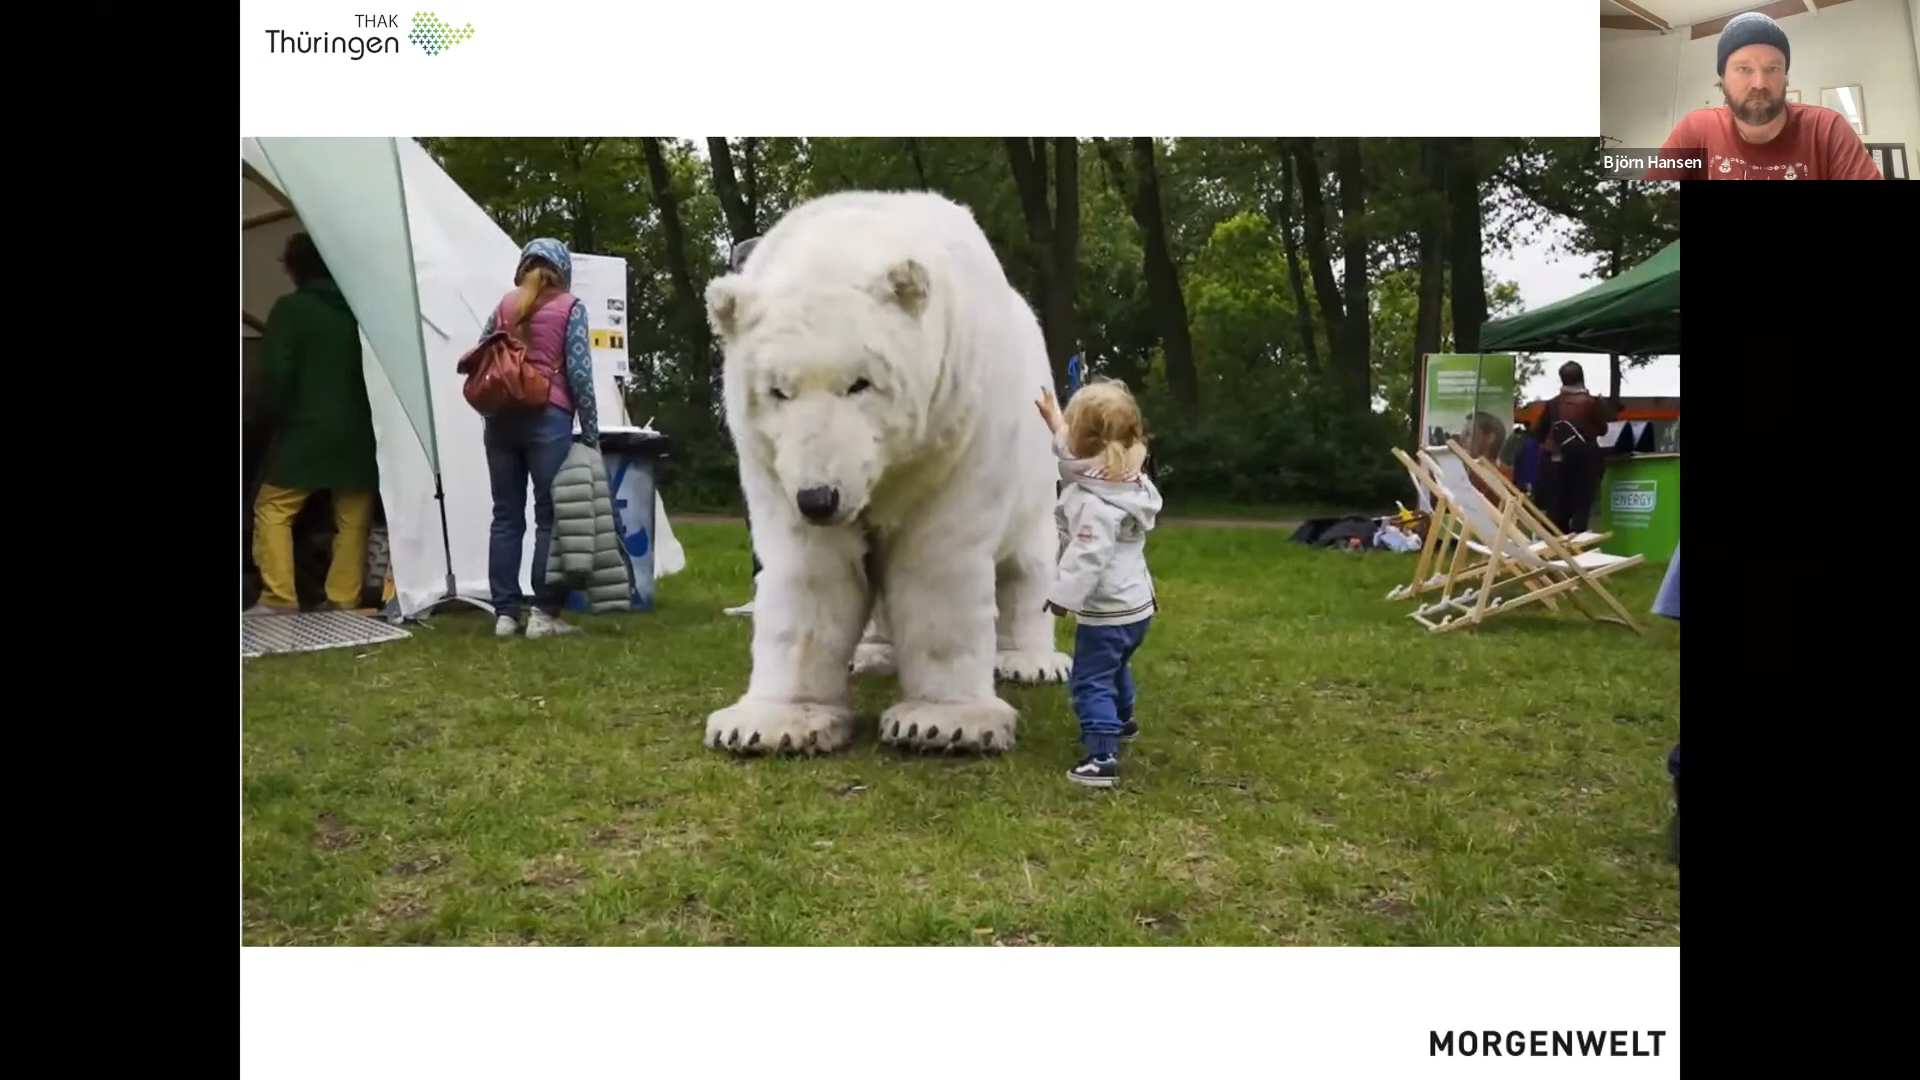 THAK
Thüringen
Björn Hansen
ENERGY
MORGENWELT